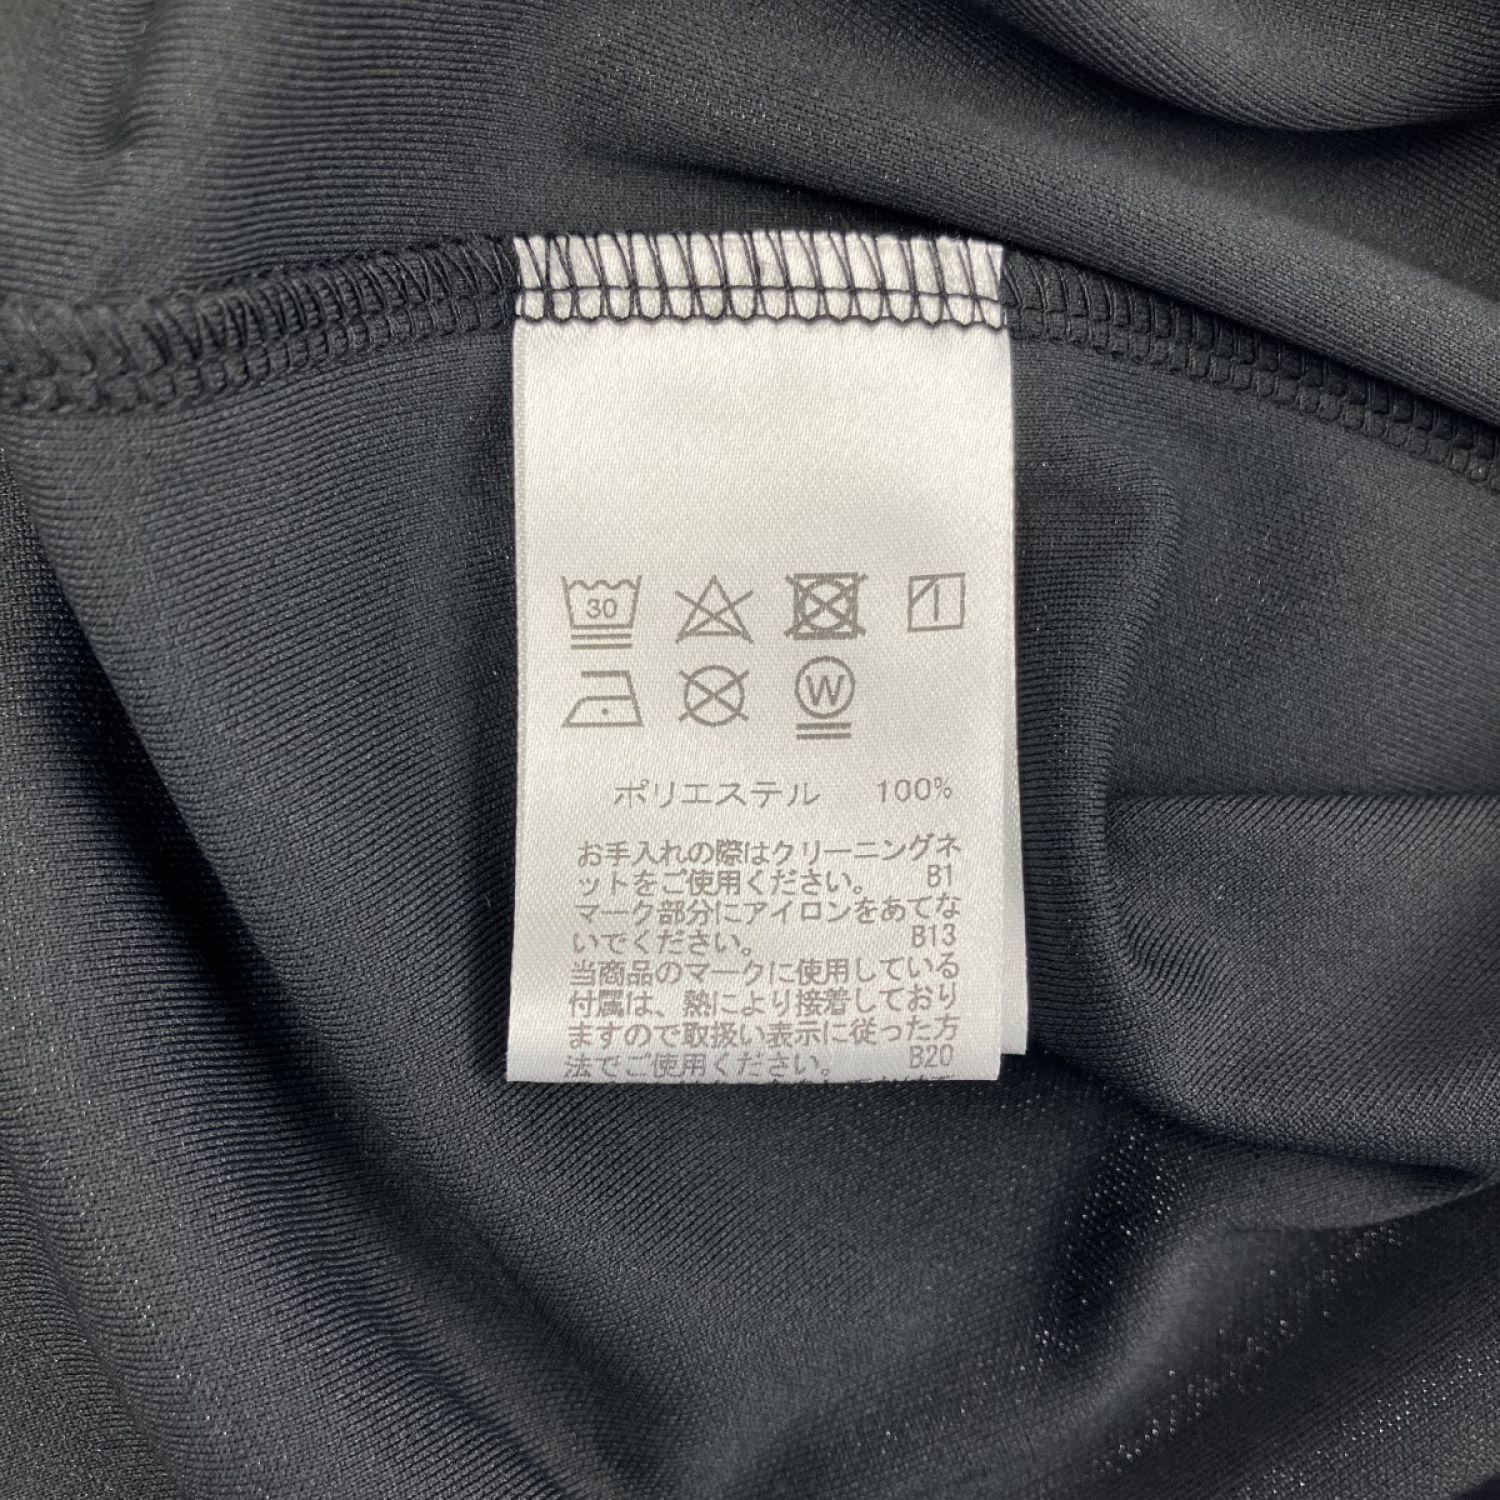 30
W
ポリエステル 100%
お手入れの際はクリーニングネ
ットをご使用ください。 B1
マーク部分にアイロンをあてな
いでください。 B13
当商品のマークに使用している
付属は、熱により接着しており
ますので取扱い表示に従った方
法でご使用ください。 B20